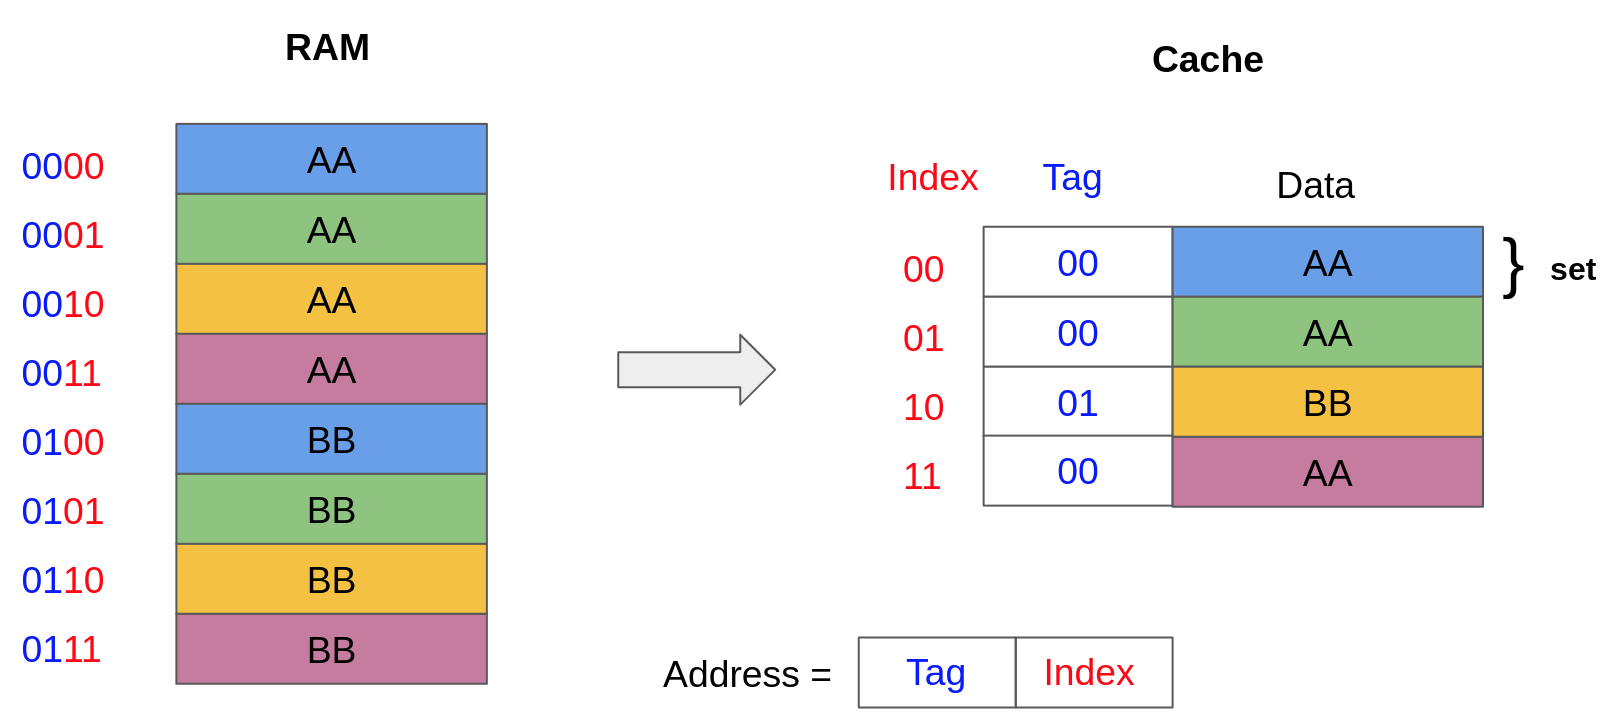 RAM
0000 AA
0001 AA
0010 AA
0011 AA
0100 BB
0101 BB
0110 BB
0111 BB
Cache
Index Tag Data
00 00 AA } set
01 00 AA
10 01 BB
11 00 AA
Address = Tag Index